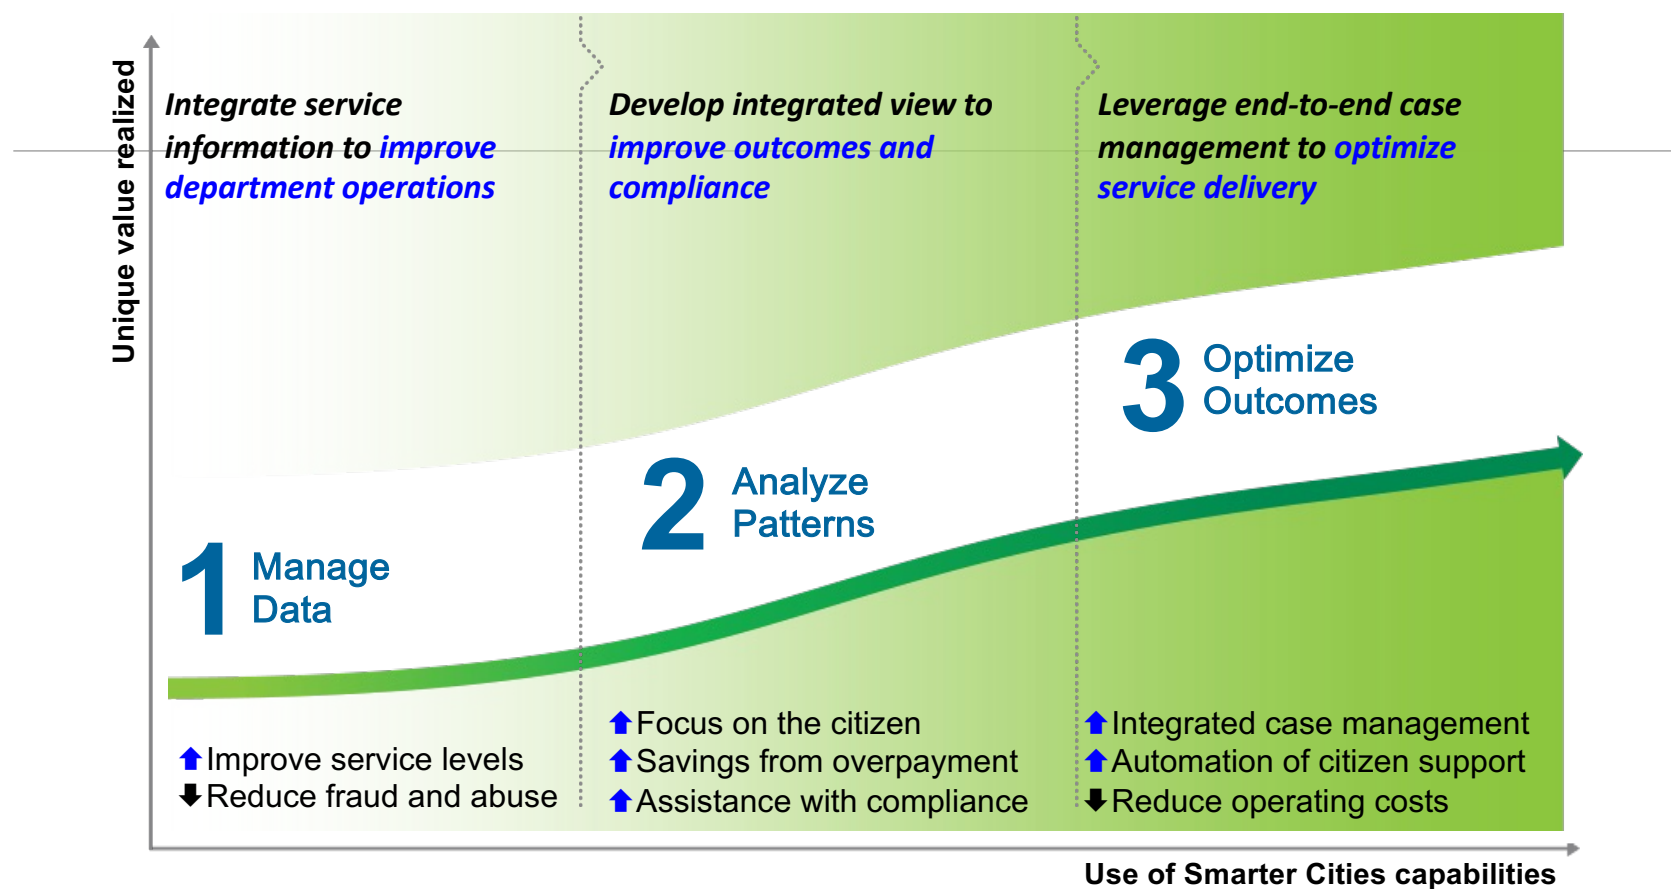 Unique value realized
Integrate service
information to improve
department operations
Develop integrated view to
improve outcomes and
compliance
Leverage end-to-end case
management to optimize
service delivery
1
Manage
Data
2
Analyze
Patterns
3
Optimize
Outcomes
Improve service levels
Reduce fraud and abuse
Focus on the citizen
Savings from overpayment
Assistance with compliance
Integrated case management
Automation of citizen support
Reduce operating costs
Use of Smarter Cities capabilities